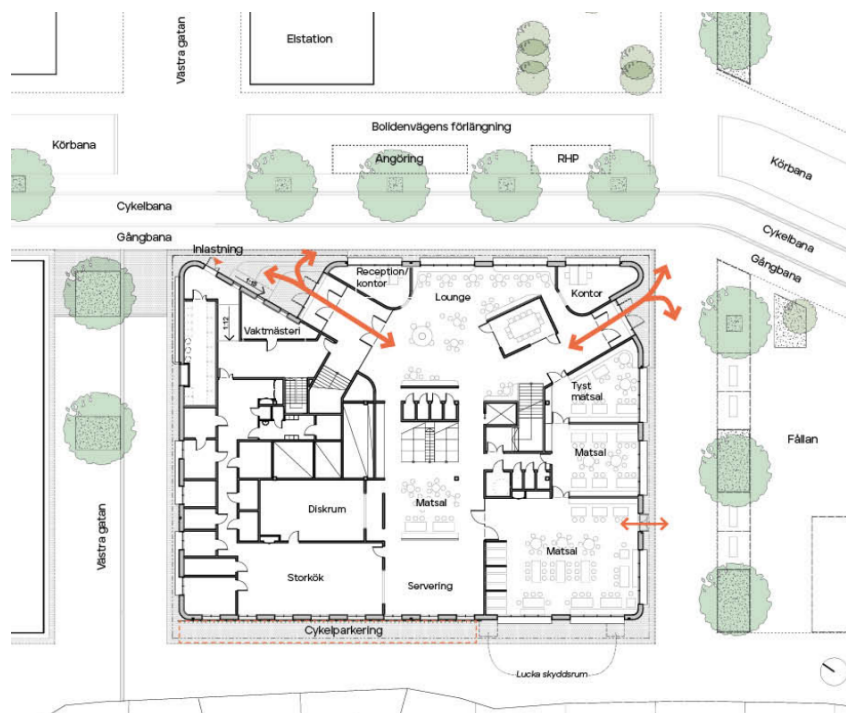 Västra gatan
Elstation
Bolidenvägens förlängning
Körbana
Angöring
RHP
Körbana
Cykelbana
Cykelbana
Gångbana
Gångbana
Inlastning
Reception/
kontor
Lounge
Kontor
1:12
Vaktmästeri
Tyst
matsal
Matsal
Fållan
Diskrum
Matsal
Matsal
Västra gatan
Storkök
Servering
Cykelparkering
Lucka skyddsrum